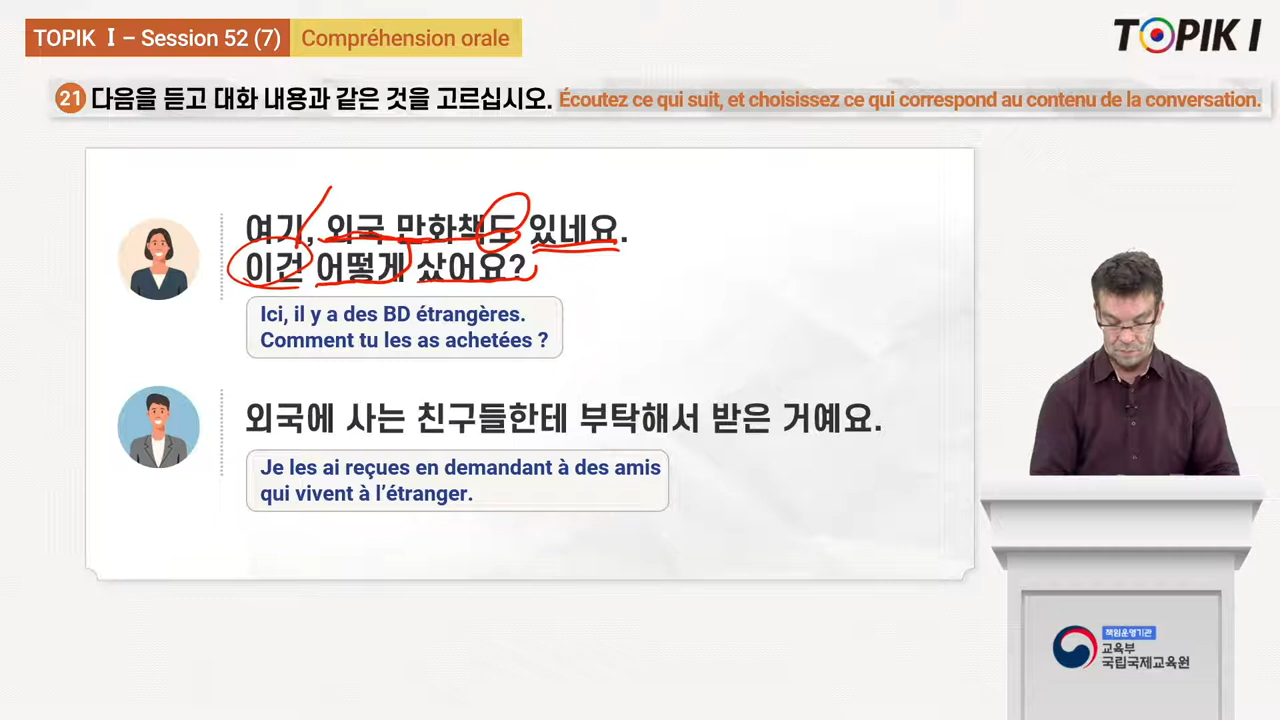 TOPIK Ⅰ – Session 52 (7) Compréhension orale
TOPIK I
21 다음을 듣고 대화 내용과 같은 것을 고르십시오. Écoutez ce qui suit, et choisissez ce qui correspond au contenu de la conversation.
여기, 외국 만화책도 있네요.
이건 어떻게 샀어요?
Ici, il y a des BD étrangères.
Comment tu les as achetées ?
외국에 사는 친구들한테 부탁해서 받은 거예요.
Je les ai reçues en demandant à des amis
qui vivent à l’étranger.
책임운영기관
교육부
국립국제교육원